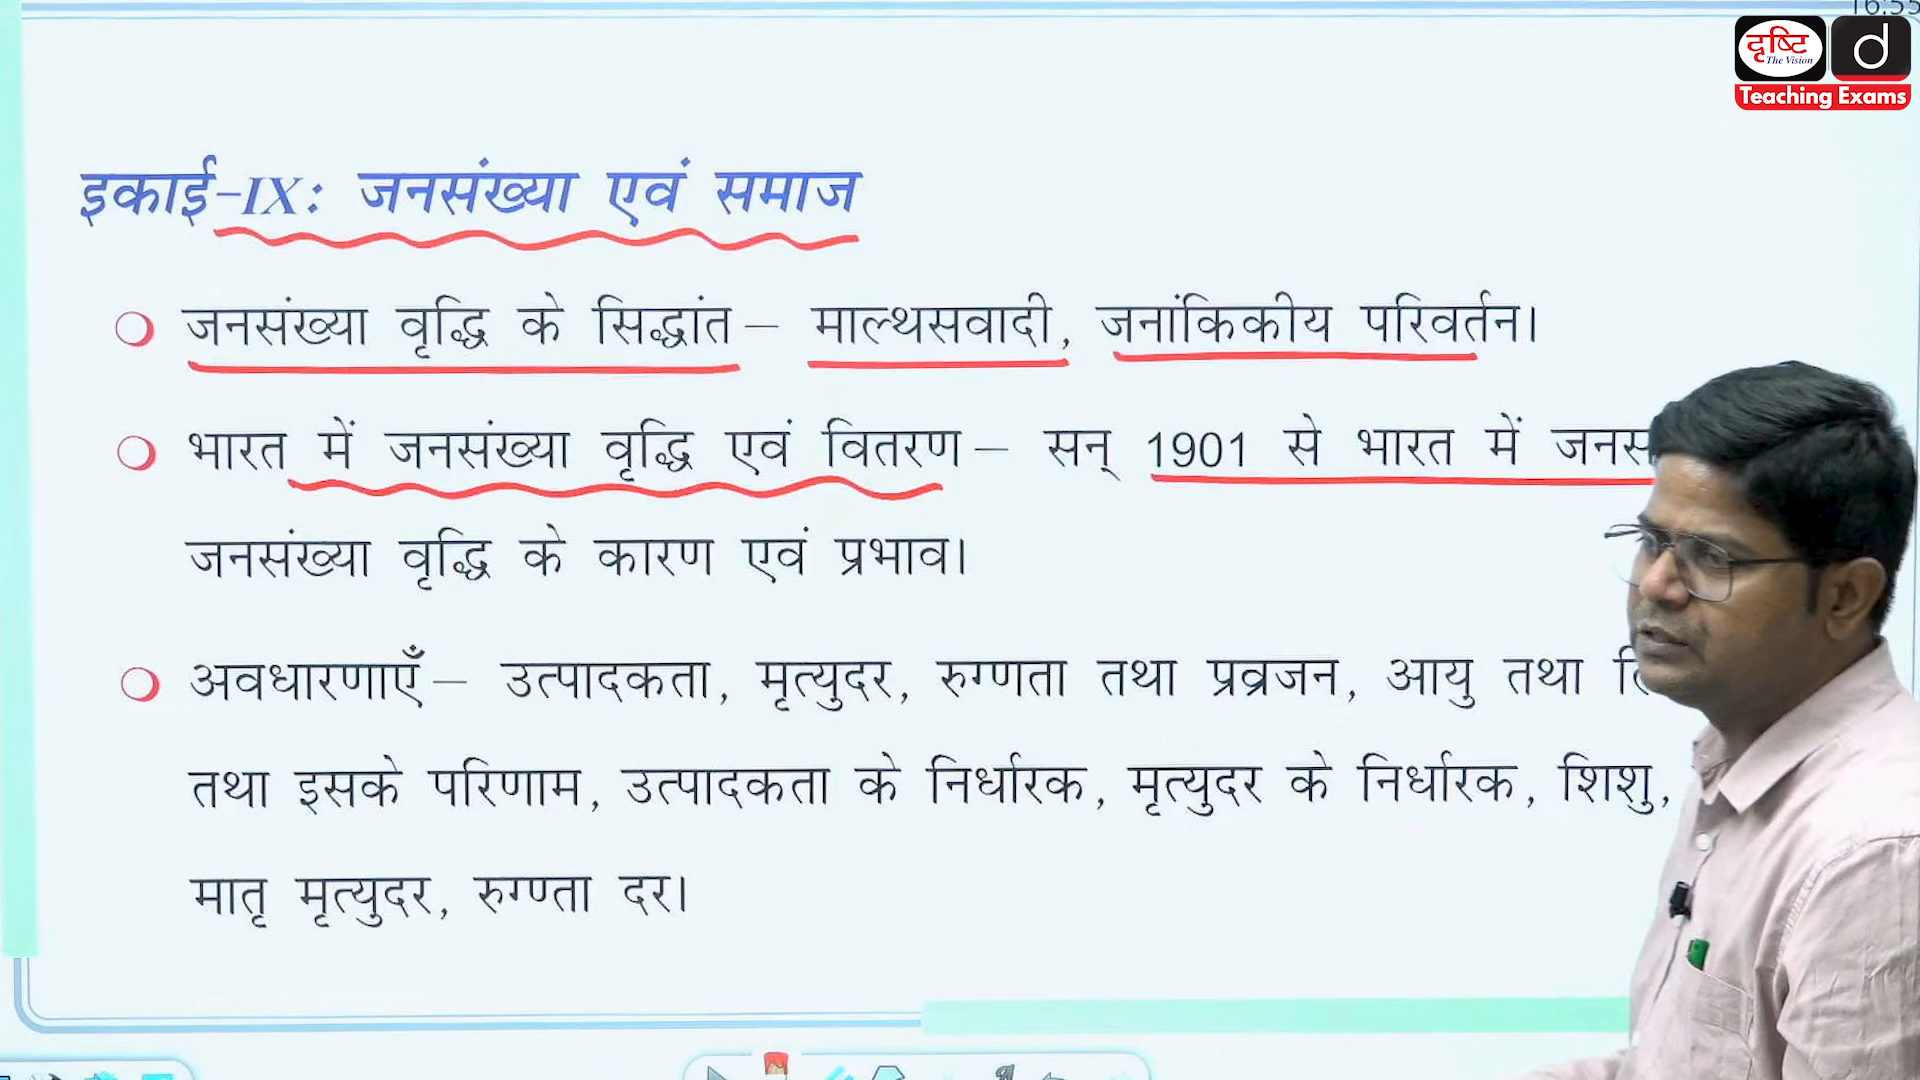 16:55
दृष्टि
The Vision
d
Teaching Exams
इकाई-IX: जनसंख्या एवं समाज
जनसंख्या वृद्धि के सिद्धांत– माल्थसवादी, जनांकिकीय परिवर्तन।
भारत में जनसंख्या वृद्धि एवं वितरण– सन् 1901 से भारत में
जनसंख्या वृद्धि के कारण एवं प्रभाव।
अवधारणाएँ– उत्पादकता, मृत्युदर, रुग्णता तथा प्रव्रजन, आयु तथा
तथा इसके परिणाम, उत्पादकता के निर्धारक, मृत्युदर के निर्धारक, शिशु,
मातृ मृत्युदर, रुग्ण्ता दर।